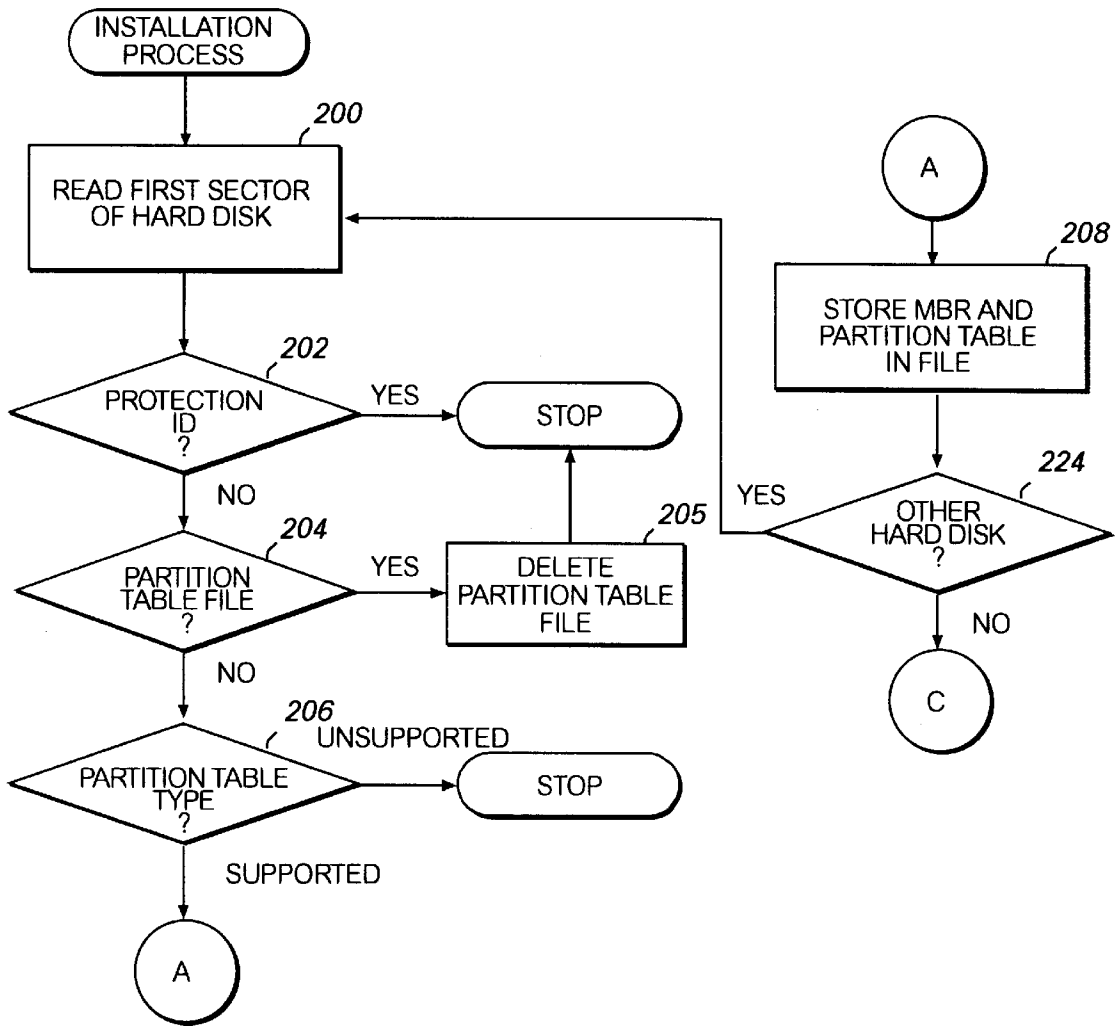 INSTALLATION
PROCESS
200
READ FIRST SECTOR
OF HARD DISK
202
PROTECTION
ID
?
YES
STOP
NO
204
PARTITION
TABLE FILE
?
YES
205
DELETE
PARTITION TABLE
FILE
NO
206
UNSUPPORTED
PARTITION TABLE
TYPE
?
STOP
SUPPORTED
A
A
208
STORE MBR AND
PARTITION TABLE
IN FILE
224
YES
OTHER
HARD DISK
?
NO
C